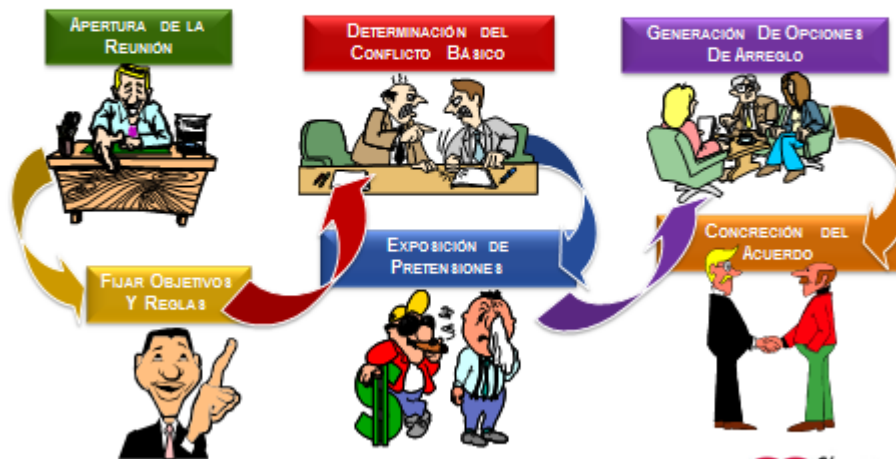 APERTURA DE LA
REUNIÓN
FIJAR OBJETIVOS
Y REGLAS
DETERMINACIÓN DEL
CONFLICTO BÁSICO
EXPOSICIÓN DE
PRETENSIONES
GENERACIÓN DE OPCIONES
DE ARREGLO
CONCRECIÓN DEL
ACUERDO